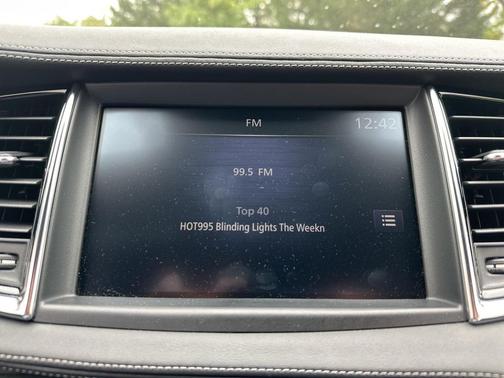 FM
12:42
99.5 FM
Top 40
HOT995 Blinding Lights The Weekn